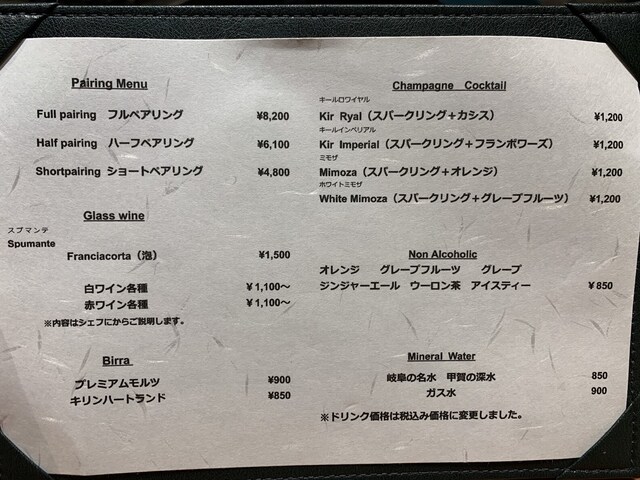 Pairing Menu
Full pairing フルペアリング ¥8,200
Half pairing ハーフペアリング ¥6,100
Shortpairing ショートペアリング ¥4,800
Glass wine
スプマンテ
Spumante
Franciacorta（泡） ¥1,500
白ワイン各種 ¥1,100～
赤ワイン各種 ¥1,100～
※内容はシェフにからご説明します。
Birra
プレミアムモルツ ¥900
キリンハートランド ¥850
Champagne Cocktail
キールロワイヤル
Kir Ryal（スパークリング＋カシス） ¥1,200
キールインペリアル
Kir Imperial（スパークリング＋フランボワーズ） ¥1,200
ミモザ
Mimoza（スパークリング＋オレンジ） ¥1,200
ホワイトミモザ
White Mimoza（スパークリング＋グレープフルーツ） ¥1,200
Non Alcoholic
オレンジ グレープフルーツ グレープ
ジンジャーエール ウーロン茶 アイスティー ¥850
Mineral Water
岐阜の名水 甲賀の深水 850
ガス水 900
※ドリンク価格は税込み価格に変更しました。